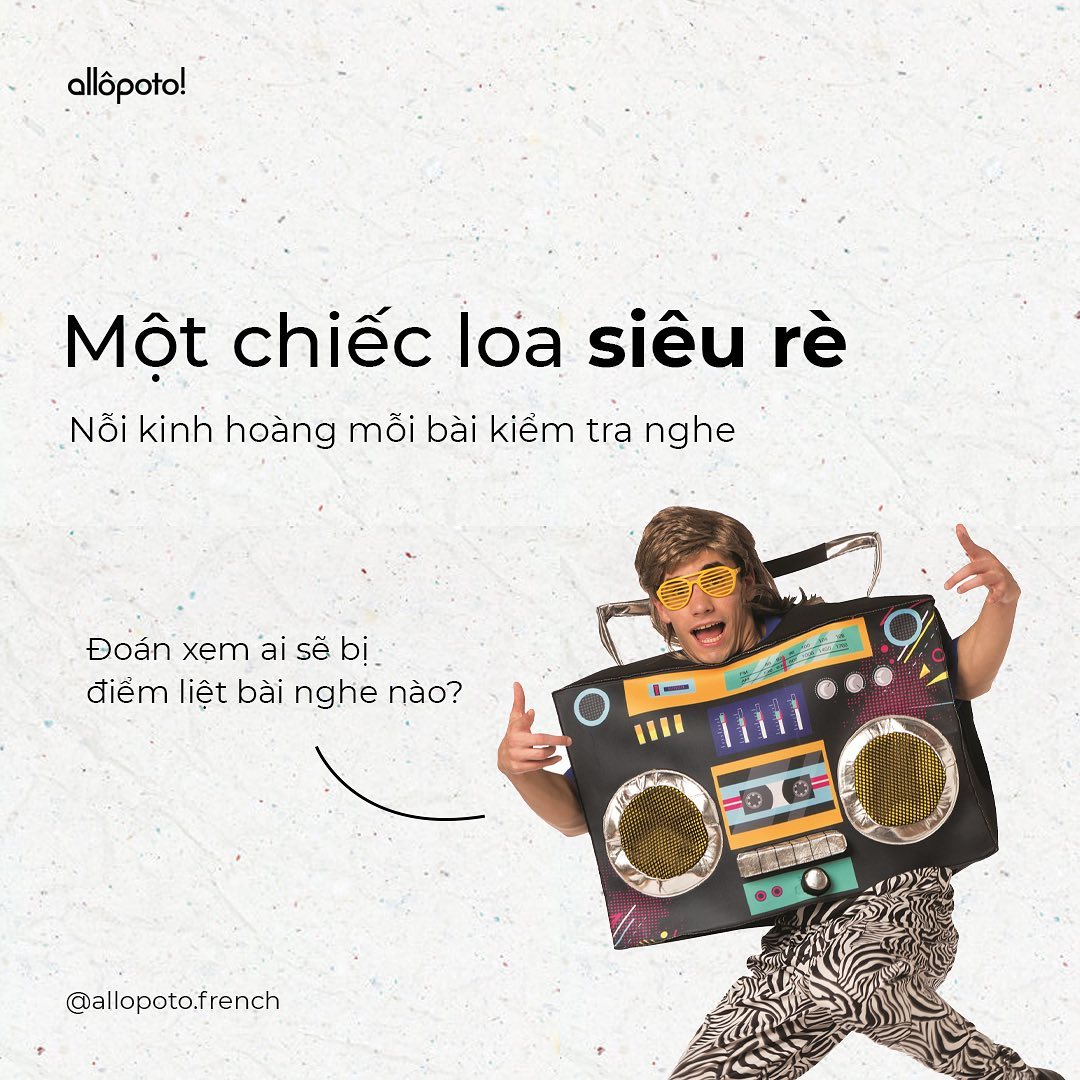 allôpoto!
Một chiếc loa siêu rè
Nỗi kinh hoàng mỗi bài kiểm tra nghe
Đoán xem ai sẽ bị
điểm liệt bài nghe nào?
@allopoto.french